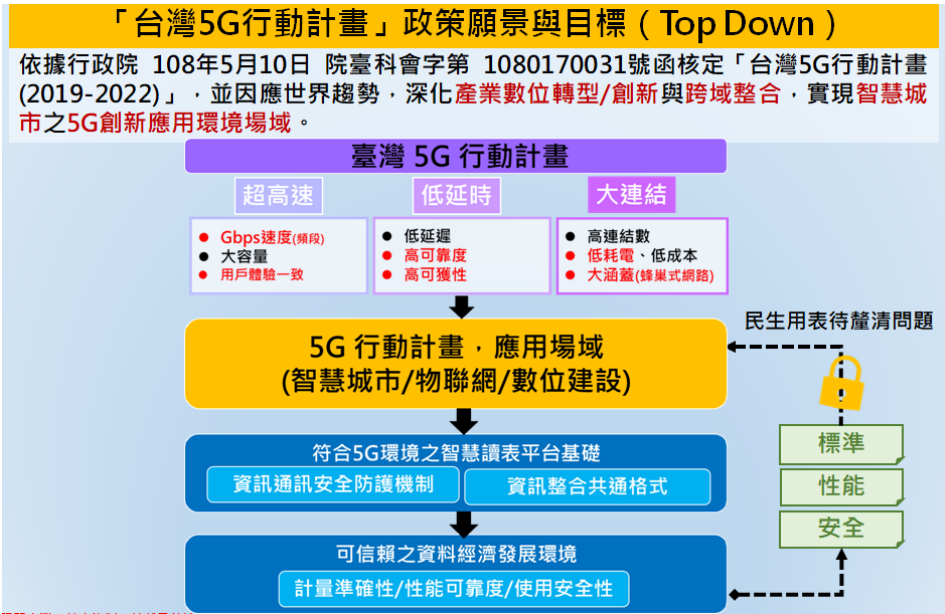 「台灣5G行動計畫」政策願景與目標（Top Down）
依據行政院 108年5月10日 院臺科會字第 1080170031號函核定「台灣5G行動計畫
(2019-2022)」，並因應世界趨勢，深化產業數位轉型/創新與跨域整合，實現智慧城
市之5G創新應用環境場域。
臺灣 5G 行動計畫
超高速
低延時
大連結
Gbps速度(頻段)
大容量
用戶體驗一致
低延遲
高可靠度
高可獲性
高連結數
低耗電、低成本
大涵蓋(蜂巢式網路)
5G 行動計畫，應用場域
(智慧城市/物聯網/數位建設)
民生用表待釐清問題
符合5G環境之智慧讀表平台基礎
資訊通訊安全防護機制
資訊整合共通格式
標準
性能
安全
可信賴之資料經濟發展環境
計量準確性/性能可靠度/使用安全性